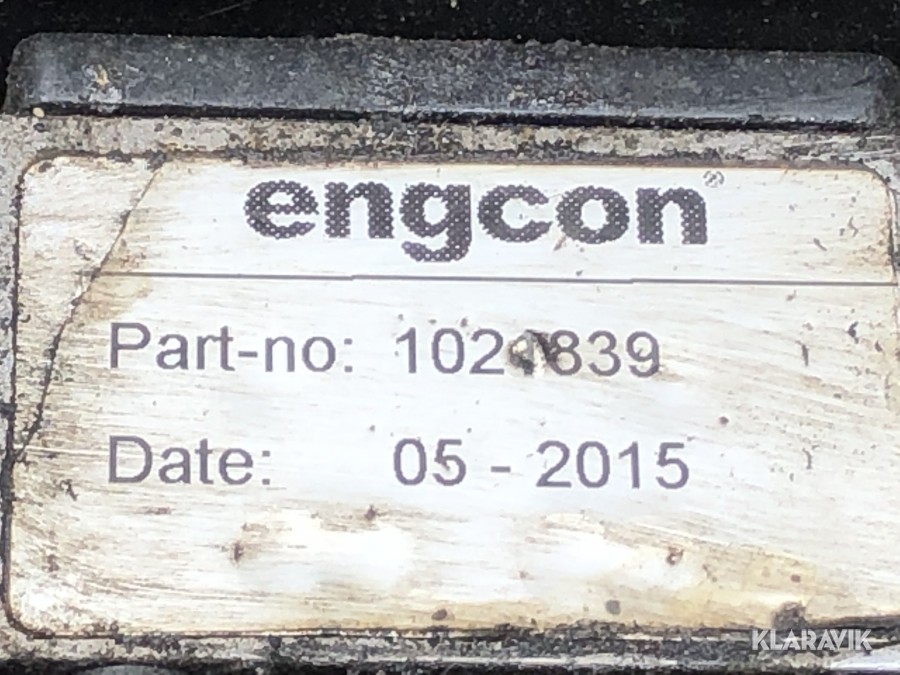 engcon®
Part-no:
Date: 05 - 2015
KLARAVIK